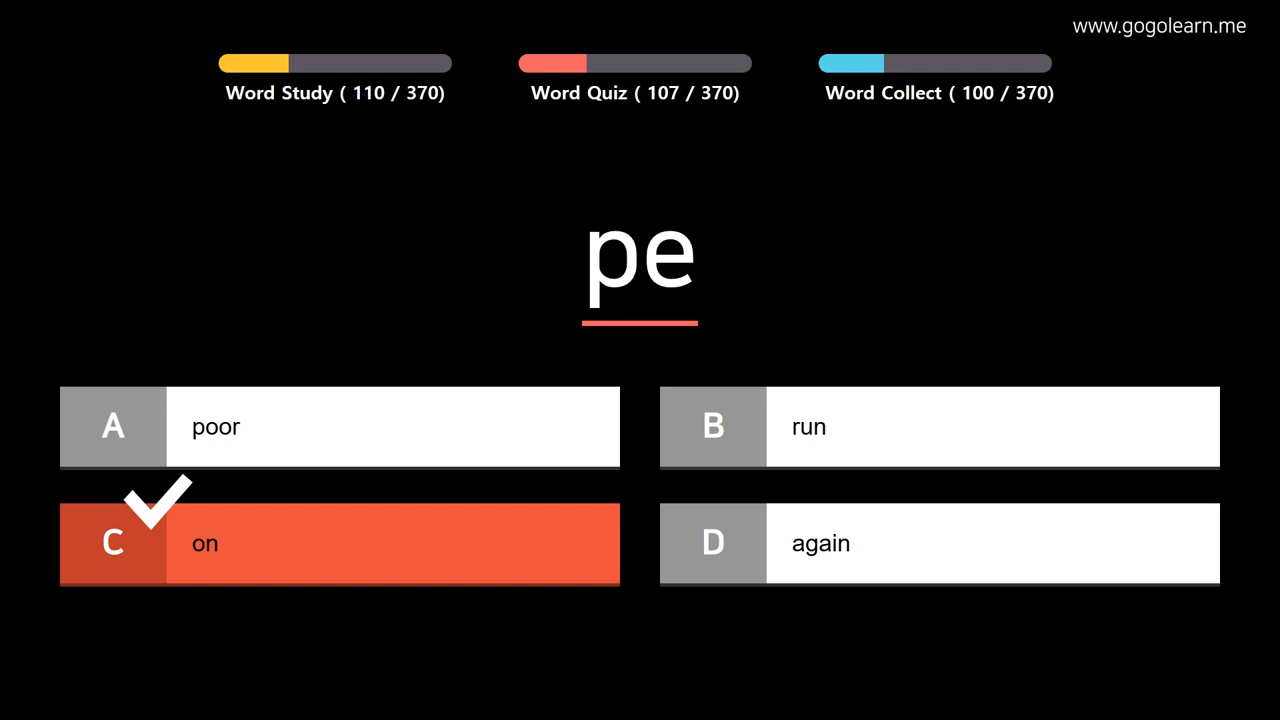 www.gogolearn.me
Word Study ( 110 / 370)
Word Quiz ( 107 / 370)
Word Collect ( 100 / 370)
pe
A poor
B run
C on
D again